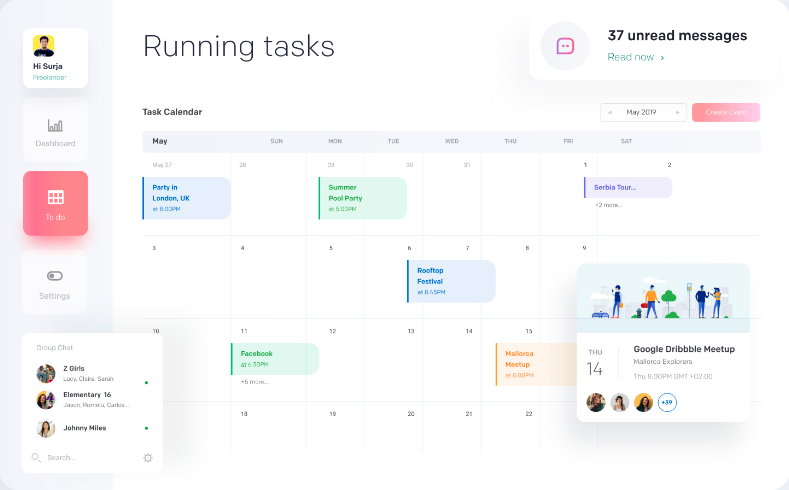 Hi Surja
Freelancer
Dashboard
To do
Settings
Group Chat
Z Girls
Lucy, Claire, Sarah
Elementary 16
Jason, Romeiu, Carlos...
Johnny Miles
Search...
Running tasks
37 unread messages
Read now ›
Task Calendar
« May 2019 »
Create Event
May SUN MON TUE WED THU FRI SAT
May 27 28 29 30 31 1 2
Party in
London, UK
at 8:00PM
Summer
Pool Party
at 5:00PM
Serbia Tour...
+2 more...
3 4 5 6 7 8 9
Rooftop
Festival
at 8:45PM
10 11 12 13 14 15
Facebook
at 6:30PM
+5 more...
Mallorca
Meetup
at 8:00PM
18 19 20 21 22
THU
14
Google Dribbble Meetup
Mallorca Explorers
Thu 8:00PM GMT +02:00
+39